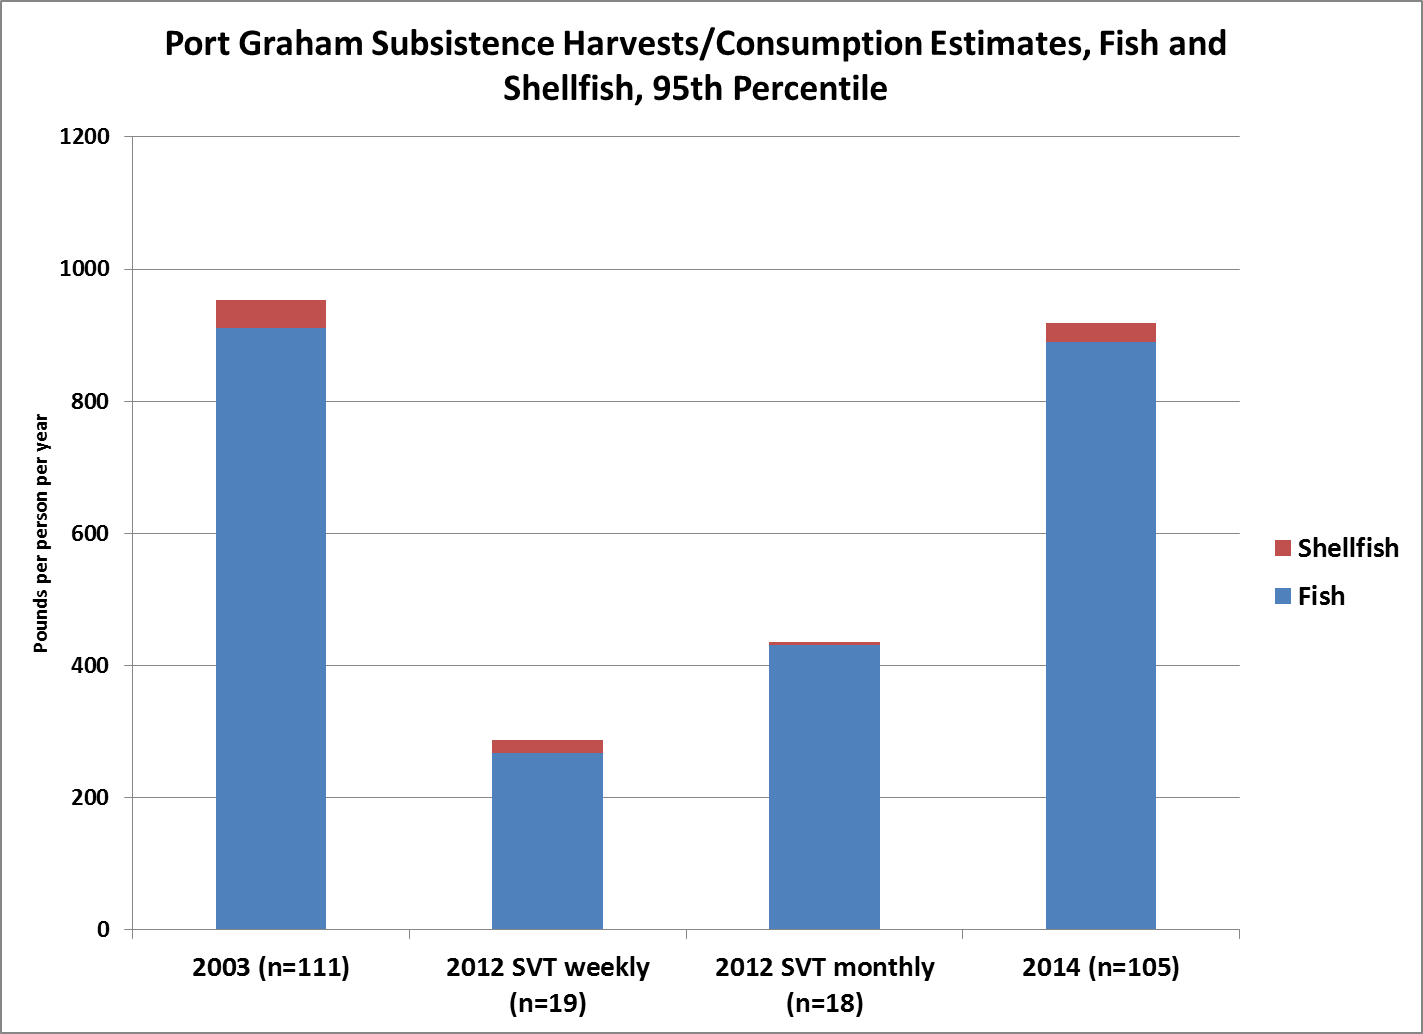 Port Graham Subsistence Harvests/Consumption Estimates, Fish and
Shellfish, 95th Percentile
1200
1000
800
600
400
200
0
Pounds per person per year
2003 (n=111)
2012 SVT weekly
(n=19)
2012 SVT monthly
(n=18)
2014 (n=105)
Shellfish
Fish